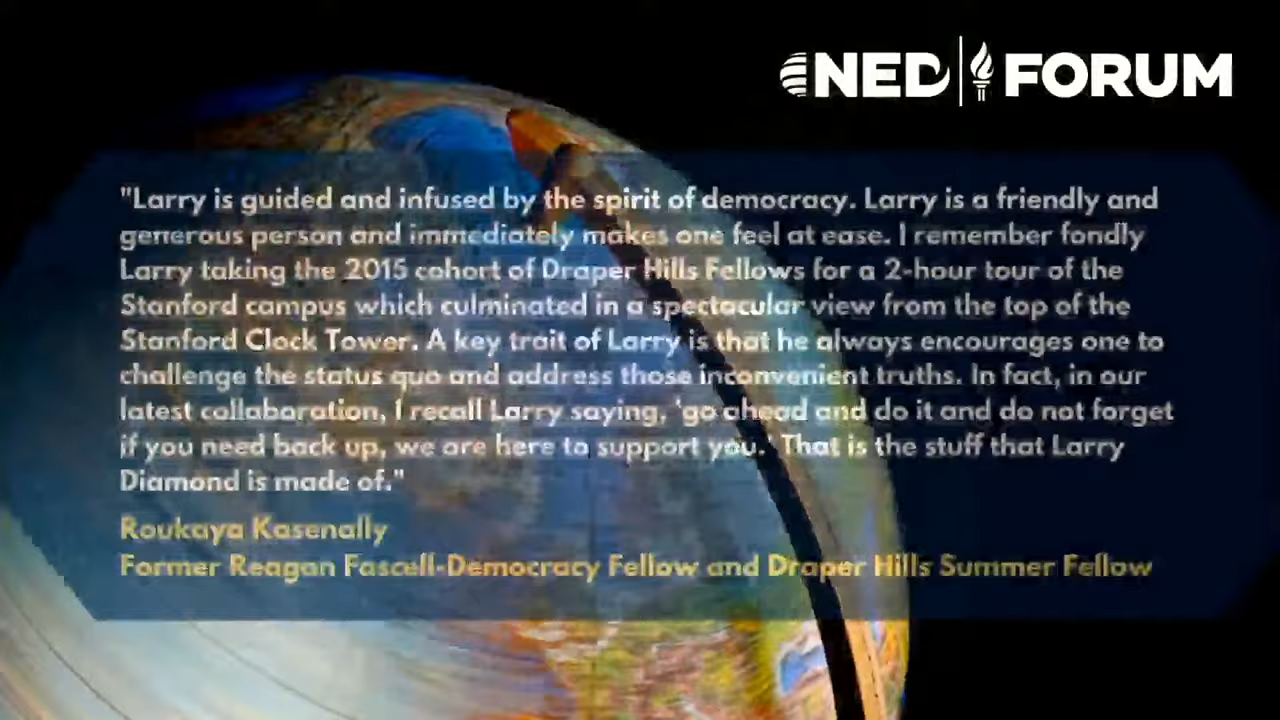 NED FORUM
"Larry is guided and infused by the spirit of democracy. Larry is a friendly and
generous person and immediately makes one feel at ease. I remember fondly
Larry taking the 2015 cohort of Draper Hills Fellows for a 2-hour tour of the
Stanford campus which culminated in a spectacular view from the top of the
Stanford Clock Tower. A key trait of Larry is that he always encourages one to
challenge the status quo and address those inconvenient truths. In fact, in our
latest collaboration, I recall Larry saying, 'go ahead and do it and do not forget
if you need back up, we are here to support you.' That is the stuff that Larry
Diamond is made of."
Roukaya Kasenally
Former Reagan Fascell-Democracy Fellow and Draper Hills Summer Fellow